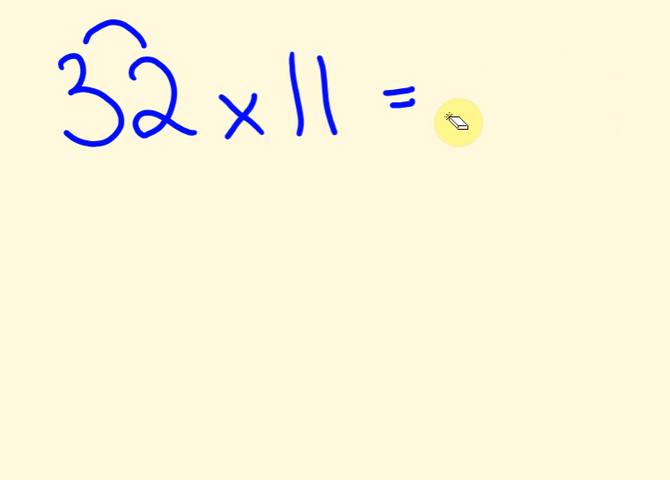 32 x 11 =